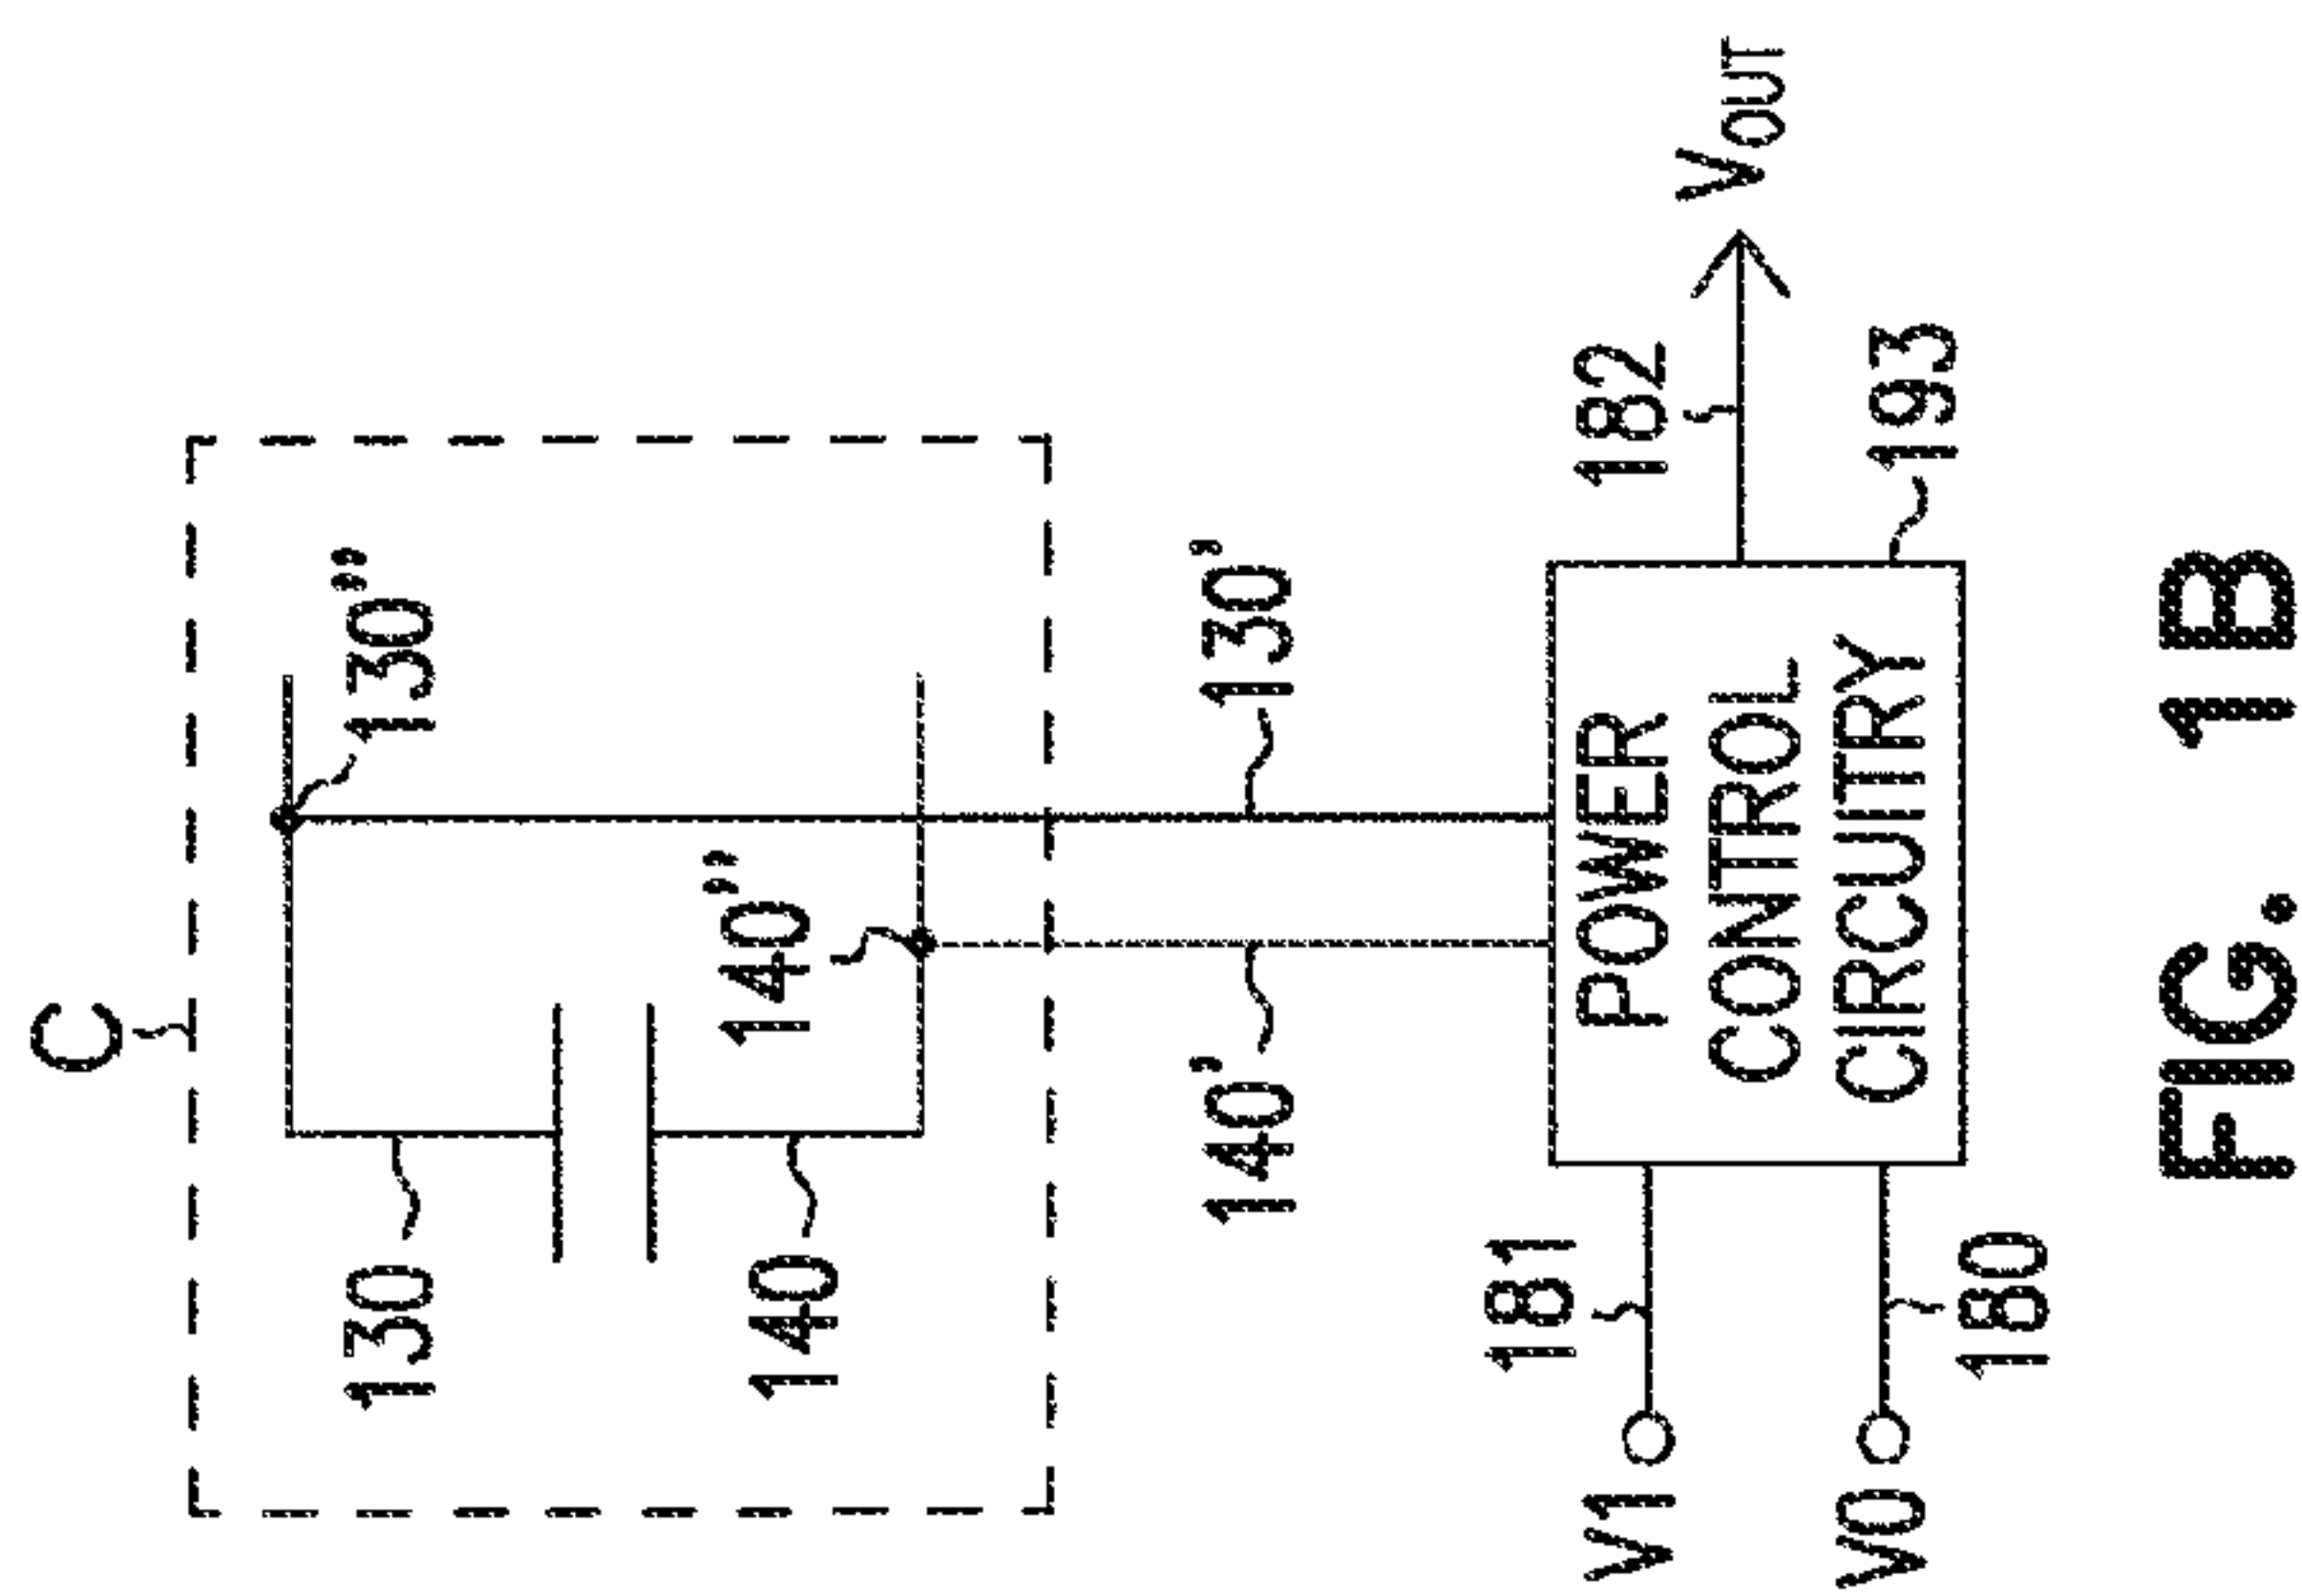 C
130"
130
140"
140
130'
140'
181
V1
POWER
CONTROL
CIRCUITRY
182
VOUT
V0
180
193
FIG. 1B